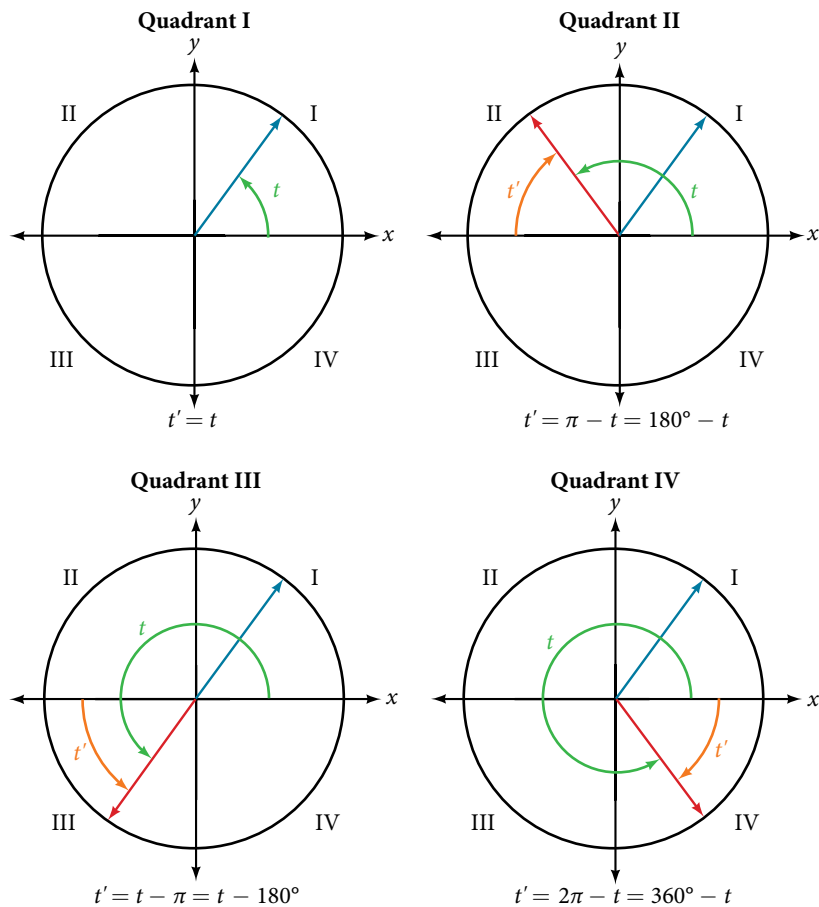 Quadrant I
y
II
I
t
x
III
IV
t′ = t
Quadrant II
y
II
I
t′
t
x
III
IV
t′ = π − t = 180° − t
Quadrant III
y
II
I
t
x
t′
III
IV
t′ = t − π = t − 180°
Quadrant IV
y
II
I
t
x
t′
III
IV
t′ = 2π − t = 360° − t